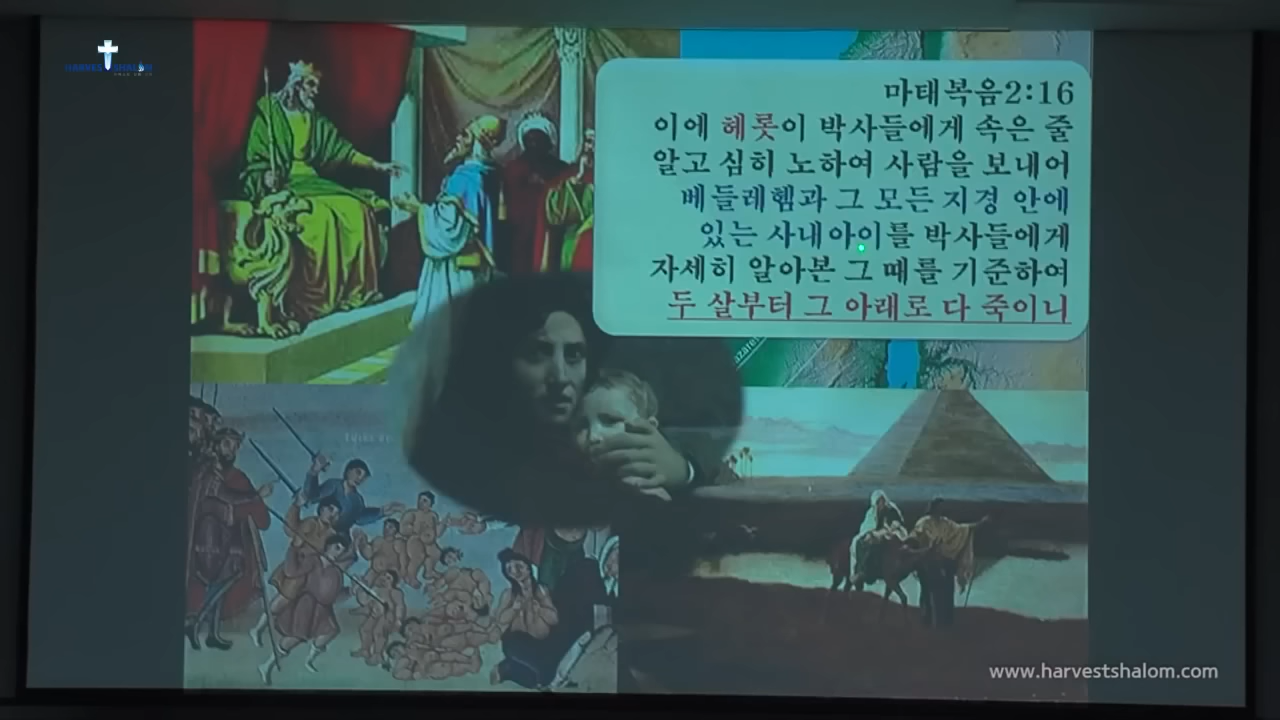 HARVEST SHALOM
마태복음2:16
이에 헤롯이 박사들에게 속은 줄
알고 심히 노하여 사람을 보내어
베들레헴과 그 모든 지경 안에
있는 사내아이를 박사들에게
자세히 알아본 그 때를 기준하여
두 살부터 그 아래로 다 죽이니
www.harvestshalom.com